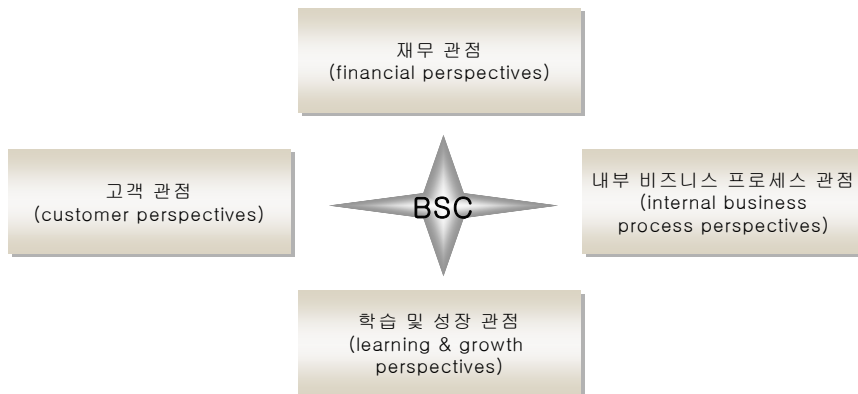 재무 관점
(financial perspectives)
고객 관점
(customer perspectives)
BSC
내부 비즈니스 프로세스 관점
(internal business
process perspectives)
학습 및 성장 관점
(learning & growth
perspectives)